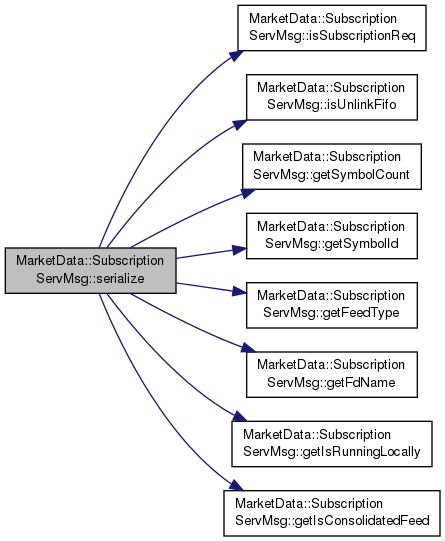 MarketData::Subscription
ServMsg::isSubscriptionReq
MarketData::Subscription
ServMsg::isUnlinkFifo
MarketData::Subscription
ServMsg::getSymbolCount
MarketData::Subscription
ServMsg::getSymbolId
MarketData::Subscription
ServMsg::serialize
MarketData::Subscription
ServMsg::getFeedType
MarketData::Subscription
ServMsg::getFdName
MarketData::Subscription
ServMsg::getIsRunningLocally
MarketData::Subscription
ServMsg::getIsConsolidatedFeed